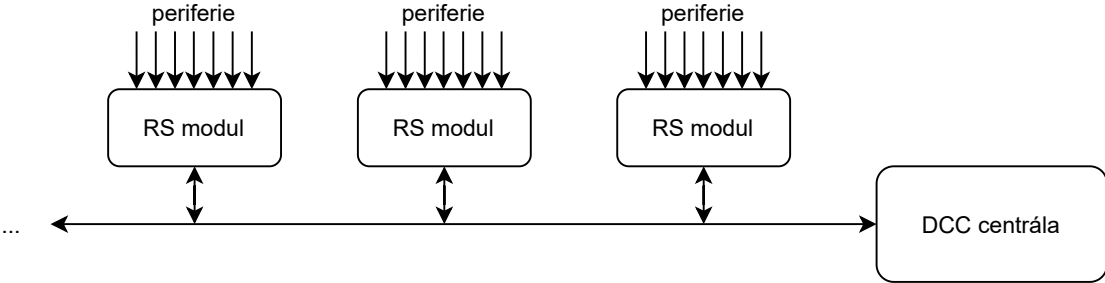 periferie periferie periferie
RS modul RS modul RS modul
... DCC centrála